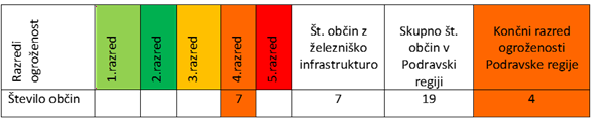 Razredi
ogroženost
1.razred
2.razred
3.razred
4.razred
5.razred
Št. občin z
železniško
infrastrukturo
Skupno št.
občin v
Podravski
regiji
Končni razred
ogroženosti
Podravske regije
Število občin
7
7
19
4